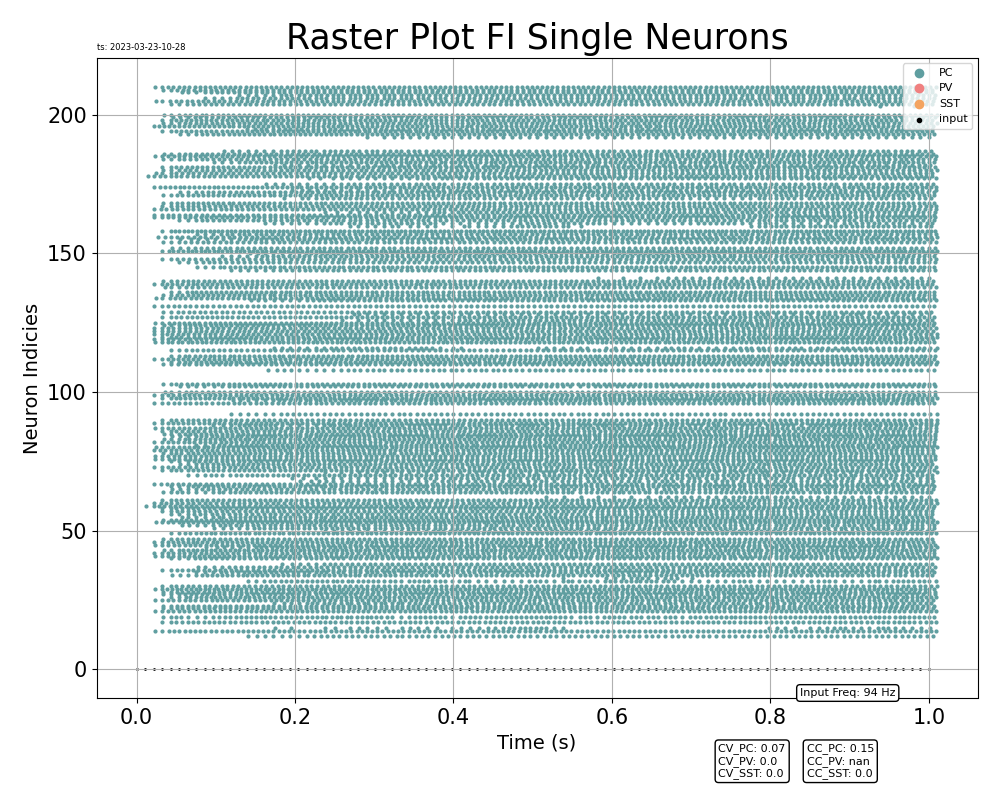 Raster Plot FI Single Neurons
ts: 2023-03-23-10-28
PC
PV
SST
input
200
150
100
50
0
Neuron Indicies
0.0 0.2 0.4 0.6 0.8 1.0
Time (s)
Input Freq: 94 Hz
CV_PC: 0.07
CV_PV: 0.0
CV_SST: 0.0
CC_PC: 0.15
CC_PV: nan
CC_SST: 0.0